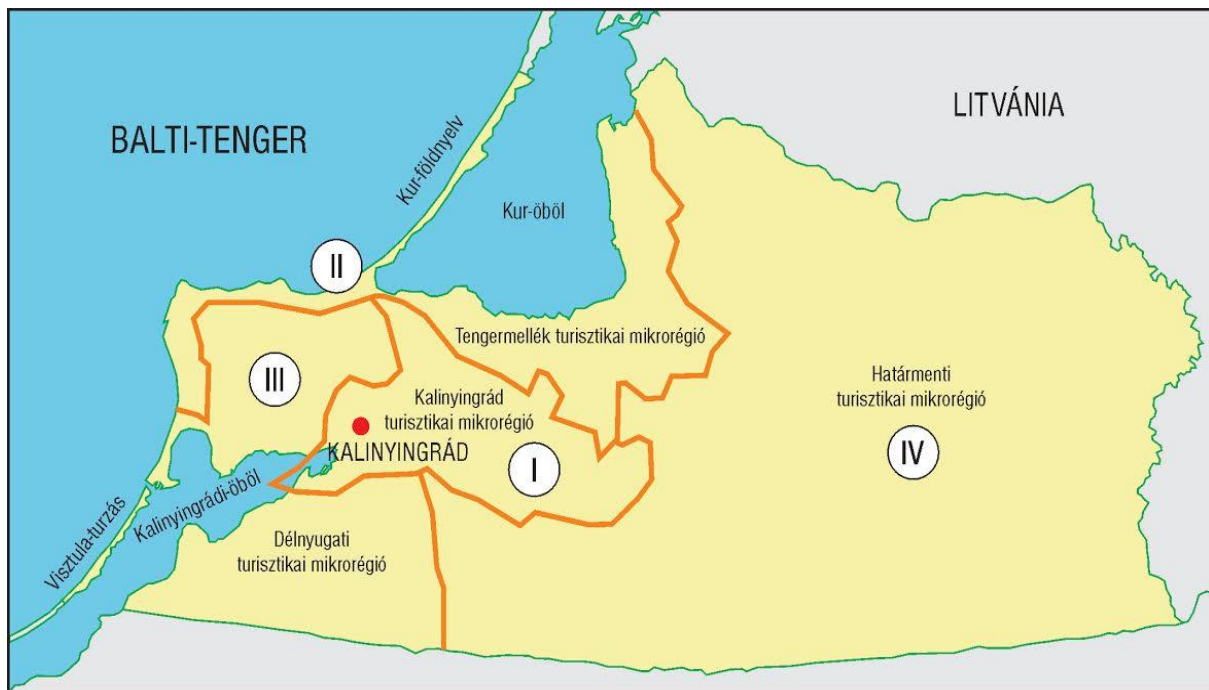 BALTI-TENGER
LITVÁNIA
Kur-földnyelv
Kur-öböl
II
Tengermellék turisztikai mikrorégió
III
Határmenti
turisztikai mikrorégió
Kalinyingrád
turisztikai mikrorégió
KALINYINGRÁD
I
IV
Kalinyingrádi-öböl
Visztula-turzás
Délnyugati
turisztikai mikrorégió